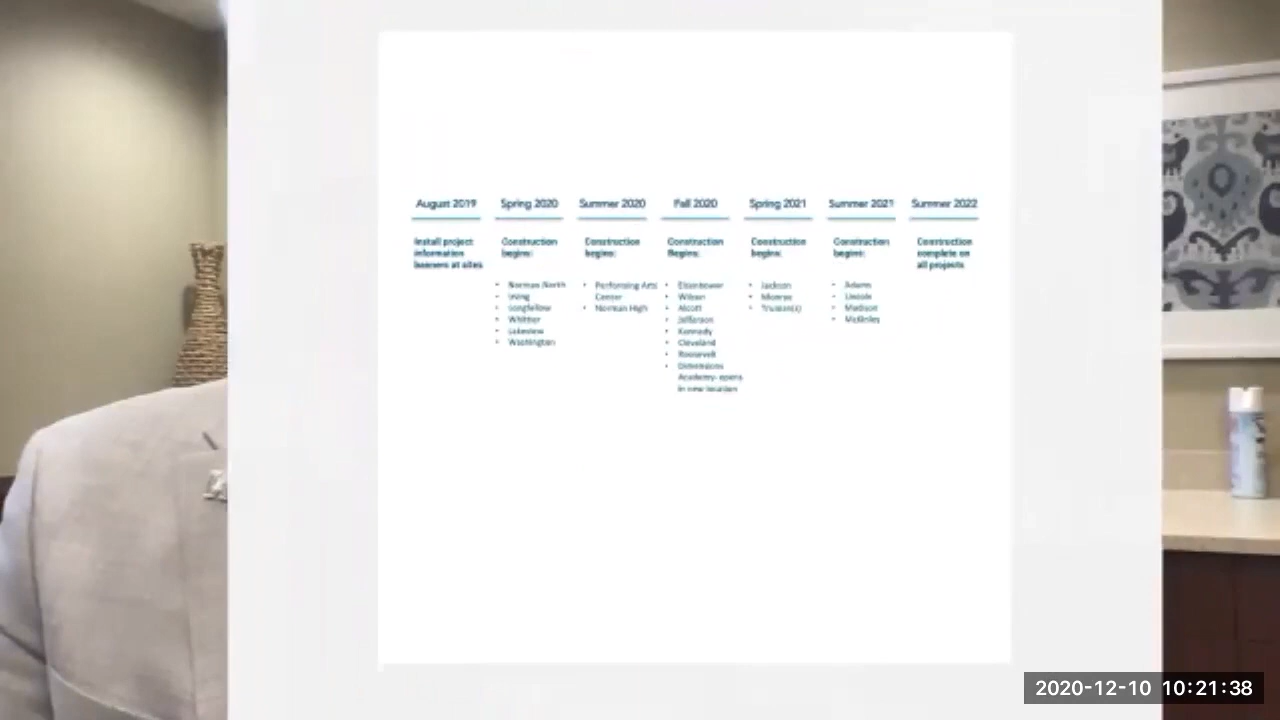 August 2019
Install project
information
banners at sites
Spring 2020
Construction
begins:
• Norman North
• Irving
• Longfellow
• Whittier
• Lakeview
• Washington
Summer 2020
Construction
begins:
• Performing Arts
Center
• Norman High
Fall 2020
Construction
Begins:
• Eisenhower
• Wilson
• Alcott
• Jefferson
• Kennedy
• Cleveland
• Roosevelt
• Dimensions
Academy- opens
in new location
Spring 2021
Construction
begins:
• Jackson
• Monroe
• Truman(s)
Summer 2021
Construction
begins:
• Adams
• Lincoln
• Madison
• McKinley
Summer 2022
Construction
complete on
all projects
2020-12-10 10:21:38